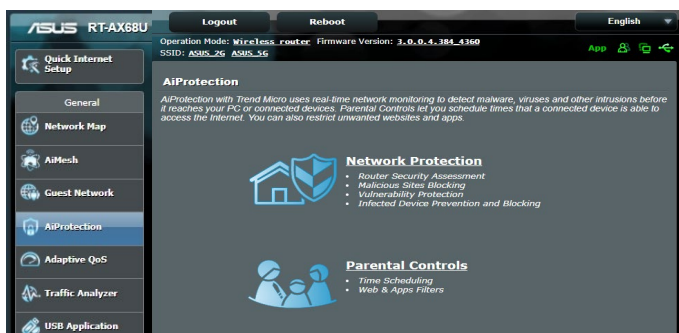 ASUS RT-AX68U
Logout
Reboot
English
Operation Mode: Wireless router Firmware Version: 3.0.0.4.384_4360
SSID: ASUS_2G ASUS_5G
App
Quick Internet
Setup
General
Network Map
AiMesh
Guest Network
AiProtection
Adaptive QoS
Traffic Analyzer
USB Application
AiProtection
AiProtection with Trend Micro uses real-time network monitoring to detect malware, viruses and other intrusions before
it reaches your PC or connected devices. Parental Controls let you schedule times that a connected device is able to
access the Internet. You can also restrict unwanted websites and apps.
Network Protection
• Router Security Assessment
• Malicious Sites Blocking
• Vulnerability Protection
• Infected Device Prevention and Blocking
Parental Controls
• Time Scheduling
• Web & Apps Filters